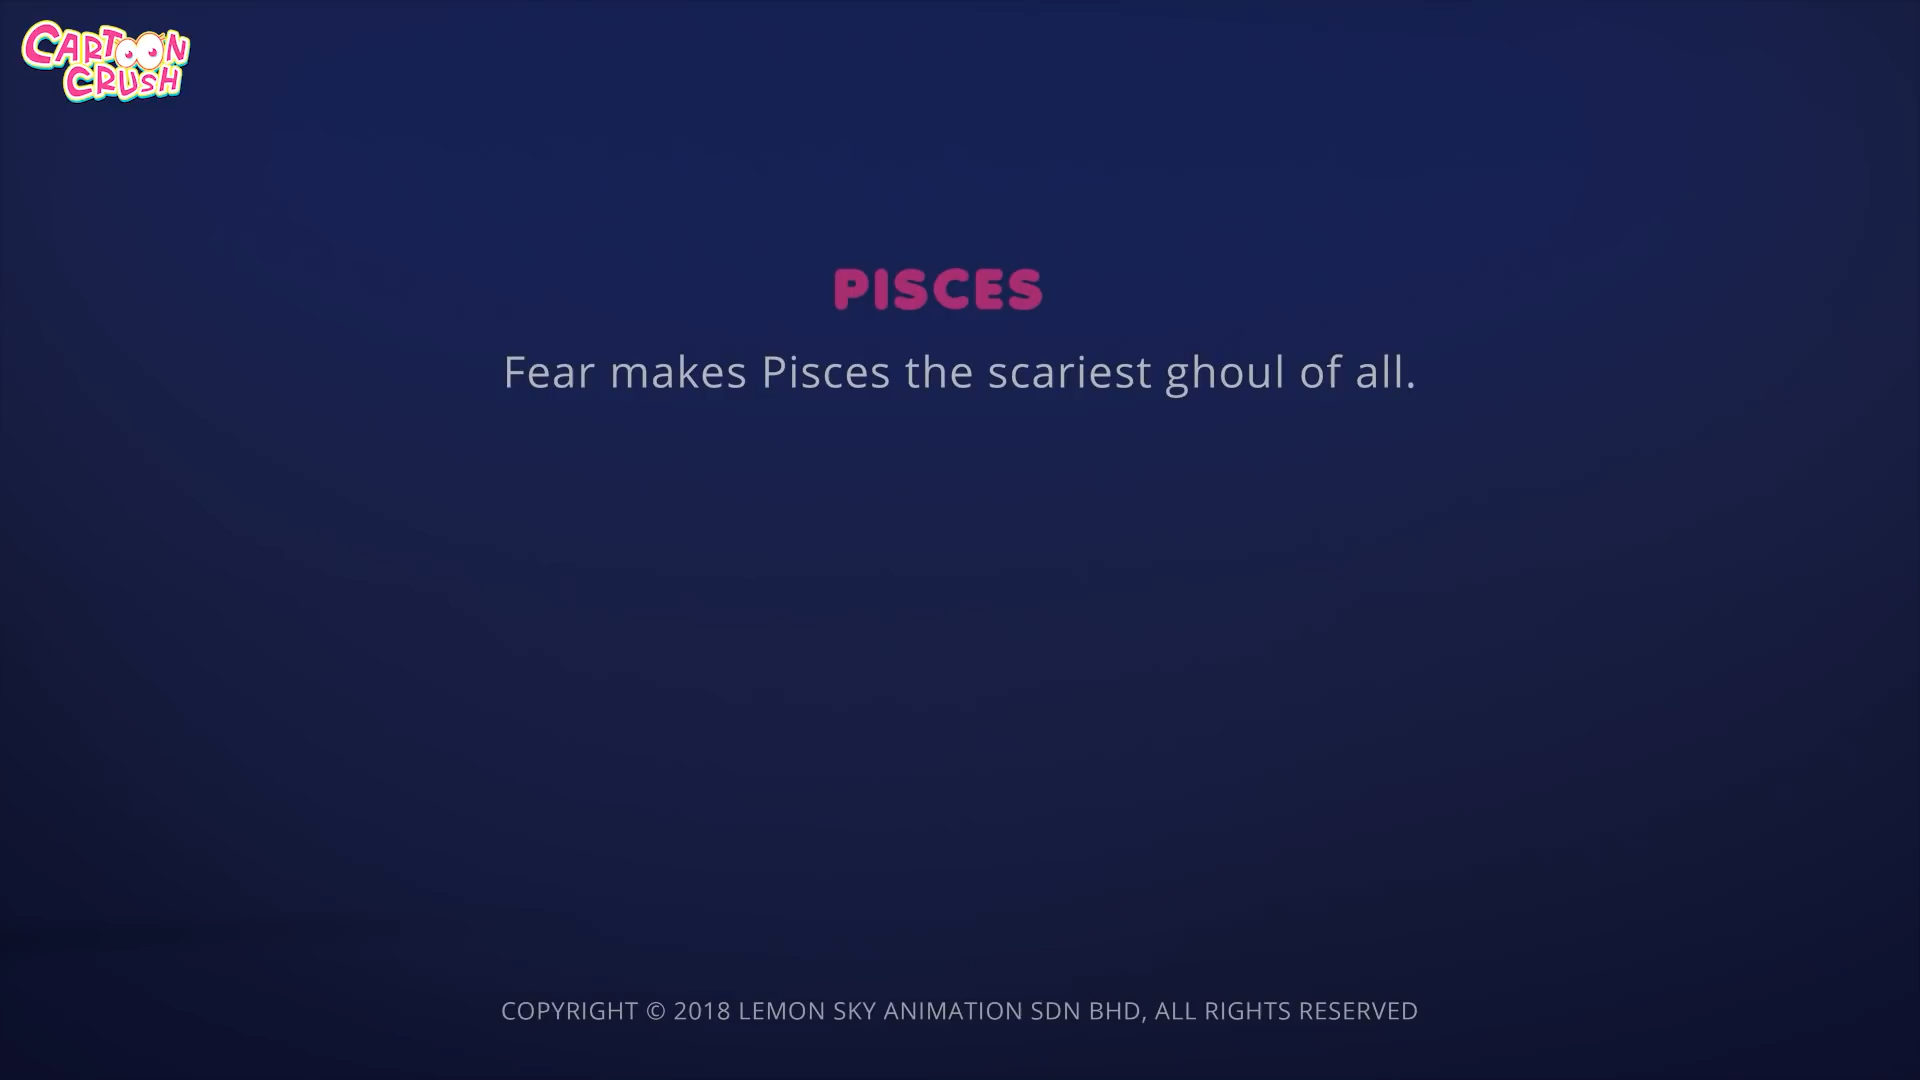 CARTOON
CRUSH
PISCES
Fear makes Pisces the scariest ghoul of all.
COPYRIGHT © 2018 LEMON SKY ANIMATION SDN BHD, ALL RIGHTS RESERVED